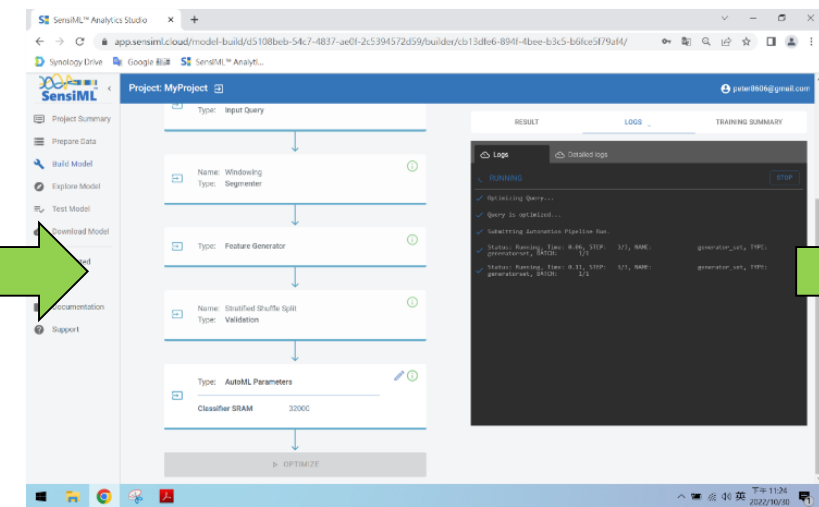 SensiML™ Analytics Studio
app.sensiml.cloud/model-build/d5108beb-54c7-4837-ae0f-2c5394572d59/builder/cb13dfe6-894f-4bee-b3c5-b6fce5f79af4/
Synology Drive
Google 翻譯
SensiML™ Analyti...
SensiML
Project: MyProject
peter8606@gmail.com
Project Summary
Prepare Data
Build Model
Explore Model
Test Model
Download Model
Documentation
Support
Type: Input Query
Name: Windowing
Type: Segmenter
Type: Feature Generator
Name: Stratified Shuffle Split
Type: Validation
Type: AutoML Parameters
Classifier SRAM 32000
OPTIMIZE
RESULT
LOGS
TRAINING SUMMARY
Logs
Detailed logs
RUNNING
STOP
Optimizing Query...
Query is optimized...
Submitting Automation Pipeline Run.
Status: Running, Time: 0.06, STEP: 3/3, NAME: generator_set, TYPE:
generatorset, BATCH: 1/1
Status: Running, Time: 0.11, STEP: 3/3, NAME: generator_set, TYPE:
generatorset, BATCH: 1/1
英
下午 11:24
2022/10/30